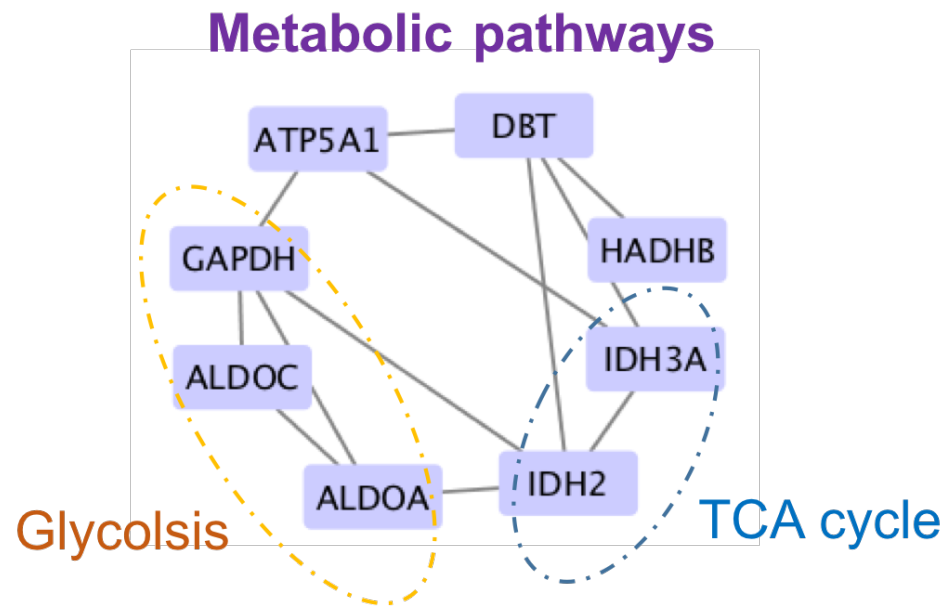 Metabolic pathways
ATP5A1
DBT
GAPDH
HADHB
ALDOC
IDH3A
ALDOA
IDH2
Glycolsis
TCA cycle